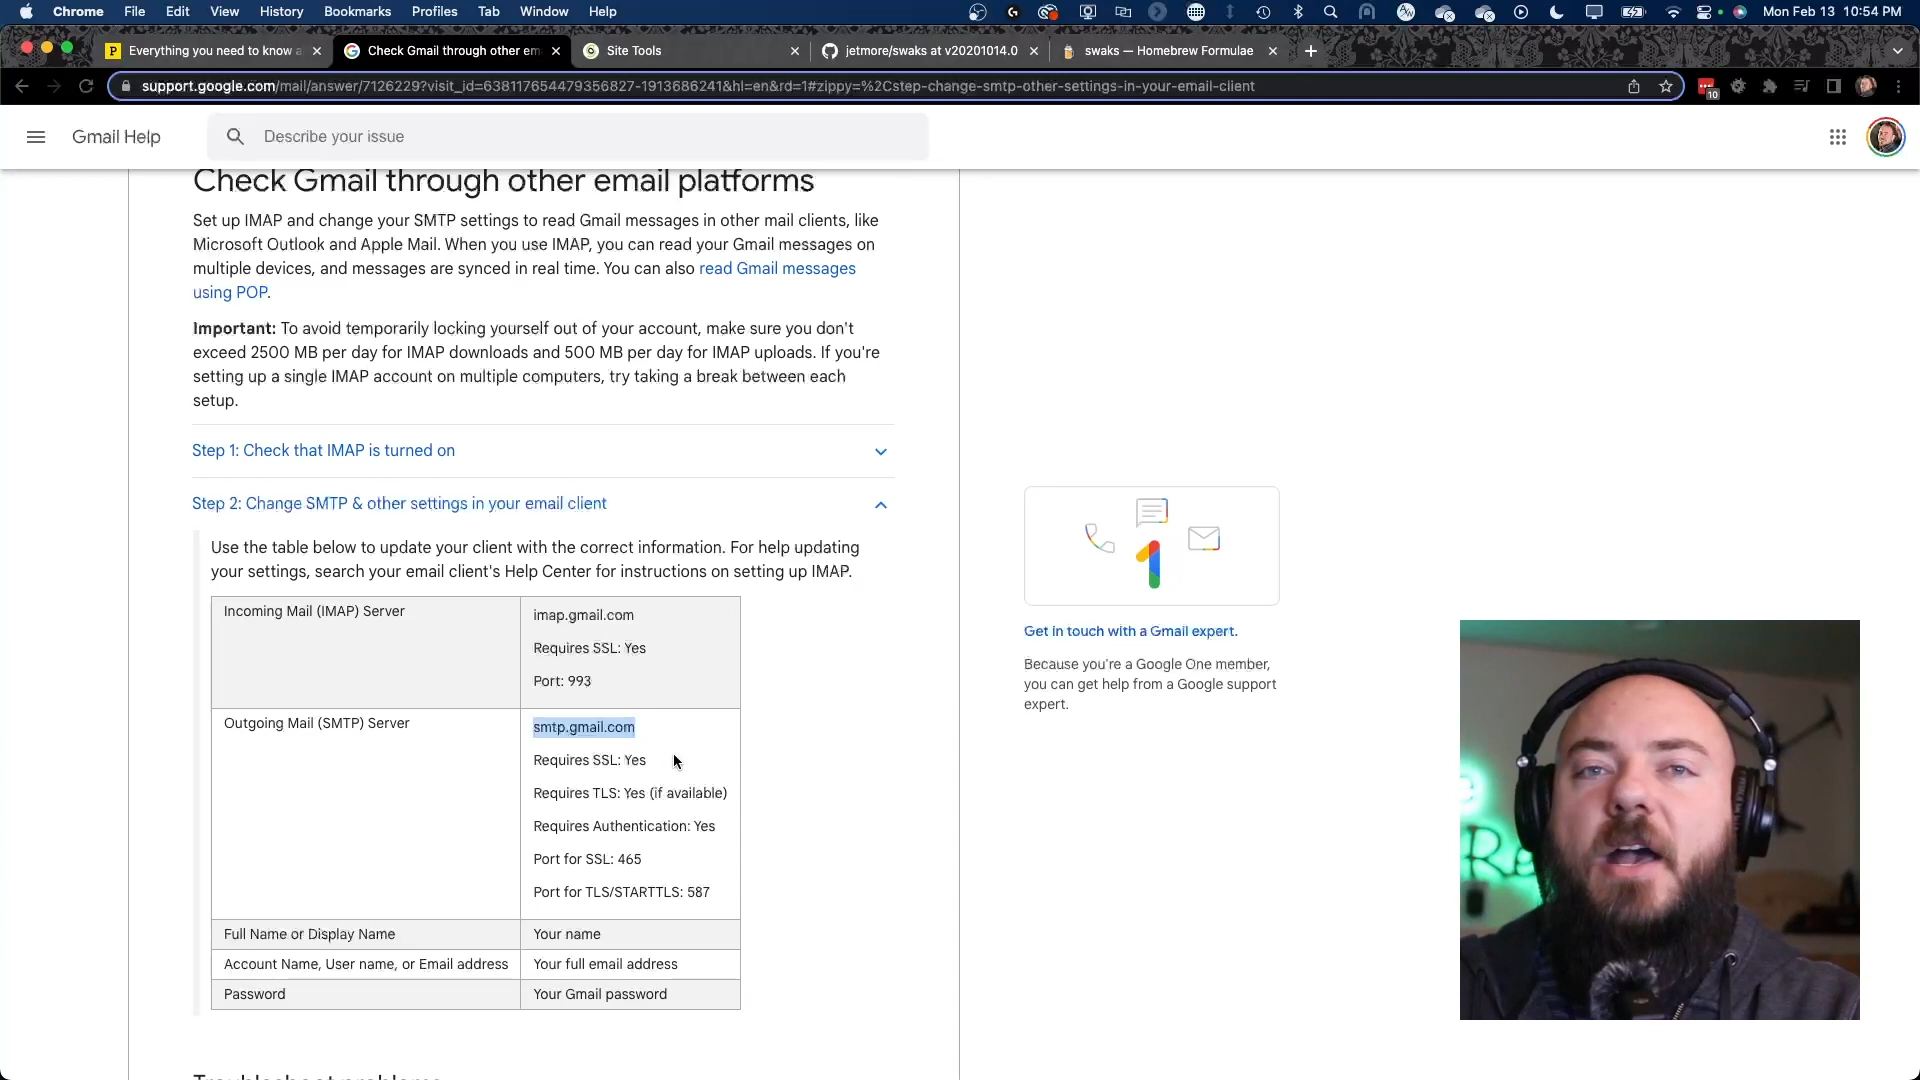 Chrome File Edit View History Bookmarks Profiles Tab Window Help
Mon Feb 13 10:54 PM
Everything you need to know a
Check Gmail through other em
Site Tools
jetmore/swaks at v20201014.0
swaks — Homebrew Formulae
support.google.com/mail/answer/7126229?visit_id=638117654479356827-1913686241&hl=en&rd=1#zippy=%2Cstep-change-smtp-other-settings-in-your-email-client
10
Gmail Help
Describe your issue
Check Gmail through other email platforms
Set up IMAP and change your SMTP settings to read Gmail messages in other mail clients, like
Microsoft Outlook and Apple Mail. When you use IMAP, you can read your Gmail messages on
multiple devices, and messages are synced in real time. You can also read Gmail messages
using POP.
Important: To avoid temporarily locking yourself out of your account, make sure you don't
exceed 2500 MB per day for IMAP downloads and 500 MB per day for IMAP uploads. If you're
setting up a single IMAP account on multiple computers, try taking a break between each
setup.
Step 1: Check that IMAP is turned on
Step 2: Change SMTP & other settings in your email client
Use the table below to update your client with the correct information. For help updating
your settings, search your email client's Help Center for instructions on setting up IMAP.
Incoming Mail (IMAP) Server
imap.gmail.com
Requires SSL: Yes
Port: 993
Outgoing Mail (SMTP) Server
smtp.gmail.com
Requires SSL: Yes
Requires TLS: Yes (if available)
Requires Authentication: Yes
Port for SSL: 465
Port for TLS/STARTTLS: 587
Full Name or Display Name
Your name
Account Name, User name, or Email address
Your full email address
Password
Your Gmail password
Get in touch with a Gmail expert.
Because you're a Google One member,
you can get help from a Google support
expert.